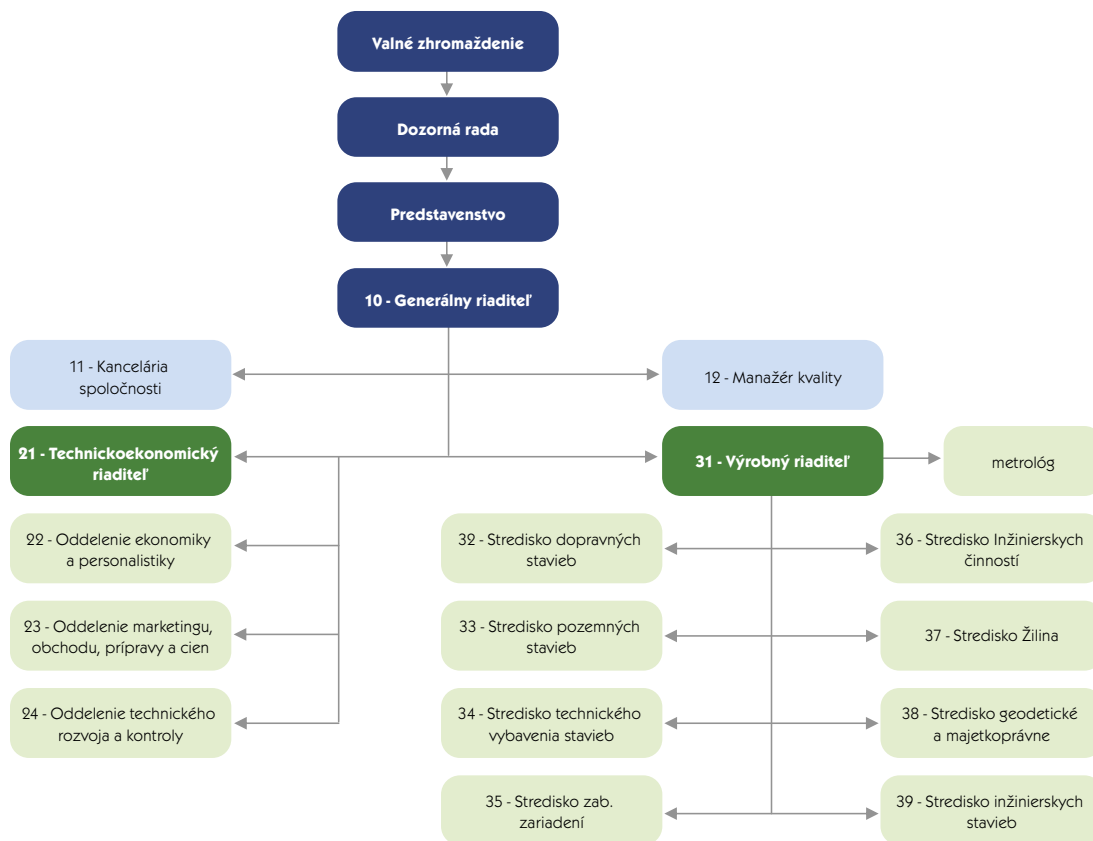 Valné zhromaždenie
Dozorná rada
Predstavenstvo
10 - Generálny riaditeľ
11 - Kancelária
spoločnosti
12 - Manažér kvality
21 - Technickoekonomický
riaditeľ
31 - Výrobný riaditeľ
metrológ
22 - Oddelenie ekonomiky
a personalistiky
23 - Oddelenie marketingu,
obchodu, prípravy a cien
24 - Oddelenie technického
rozvoja a kontroly
32 - Stredisko dopravných
stavieb
33 - Stredisko pozemných
stavieb
34 - Stredisko technického
vybavenia stavieb
35 - Stredisko zab.
zariadení
36 - Stredisko Inžinierskych
činností
37 - Stredisko Žilina
38 - Stredisko geodetické
a majetkoprávne
39 - Stredisko inžinierskych
stavieb